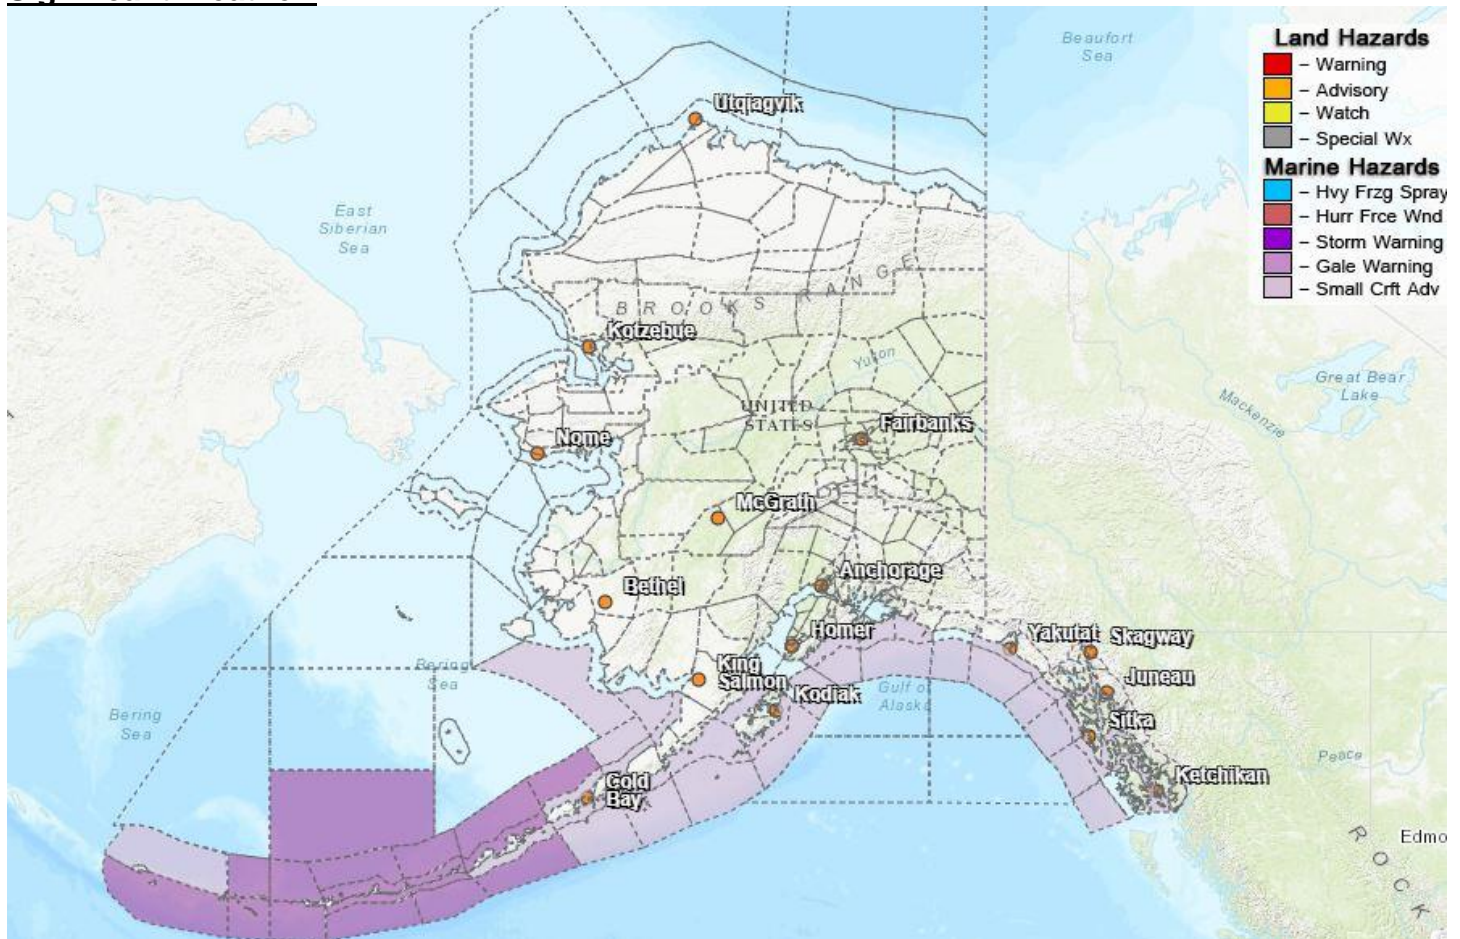 Land Hazards
– Warning
– Advisory
– Watch
– Special Wx
Marine Hazards
– Hvy Frzg Spray
– Hurr Frce Wnd
– Storm Warning
– Gale Warning
– Small Crft Adv
Beaufort
Sea
Utqiagvik
East
Siberian
Sea
BROOKS RANGE
Kotzebue
Yukon
Great Bear
Lake
Mackenzie
UNITED
STATES
Fairbanks
Nome
McGrath
Anchorage
Bethel
Homer
Yakutat
Skagway
Bering
Sea
King
Salmon
Juneau
Kodiak
Gulf of
Alaska
Bering
Sea
Sitka
Peace
Cold
Bay
Ketchikan
Edmo
ROCK